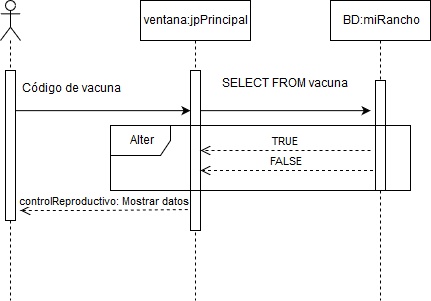 ventana:jpPrincipal
BD:miRancho
Código de vacuna
SELECT FROM vacuna
Alter
TRUE
FALSE
controlReproductivo: Mostrar datos